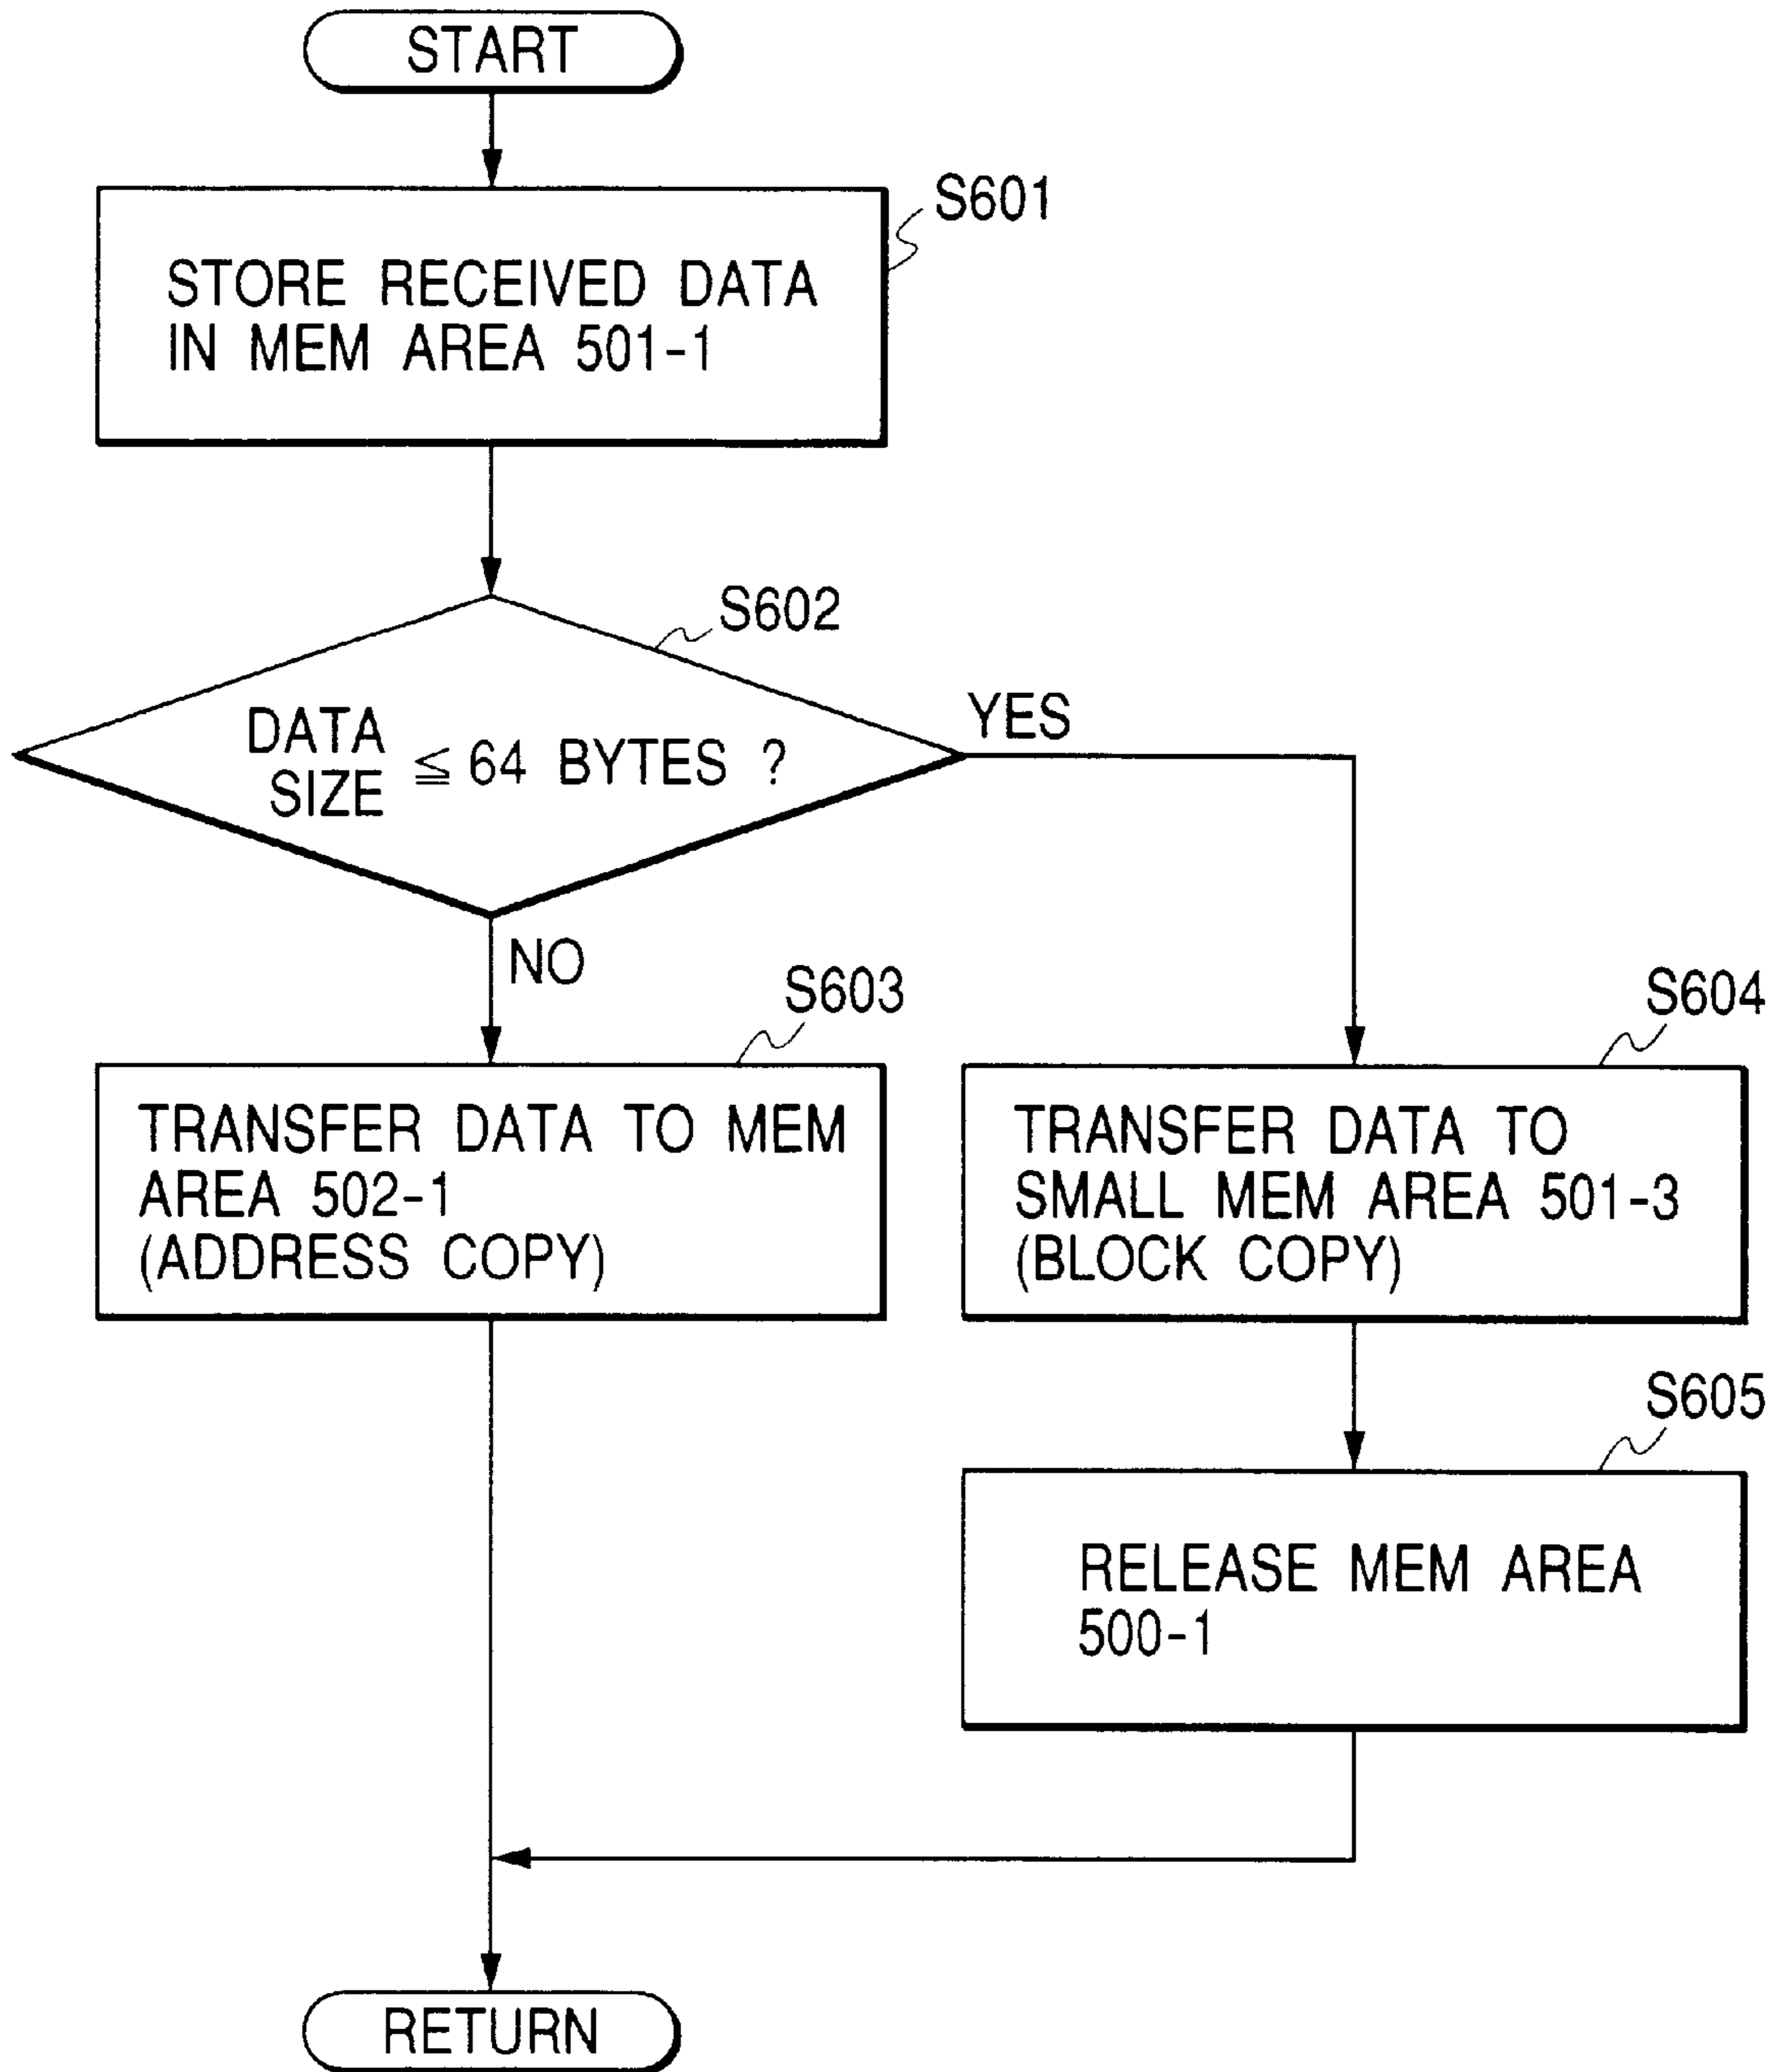 START
S601
STORE RECEIVED DATA
IN MEM AREA 501-1
S602
DATA
SIZE ≦ 64 BYTES ?
YES
NO
S603
TRANSFER DATA TO MEM
AREA 502-1
(ADDRESS COPY)
S604
TRANSFER DATA TO
SMALL MEM AREA 501-3
(BLOCK COPY)
S605
RELEASE MEM AREA
500-1
RETURN